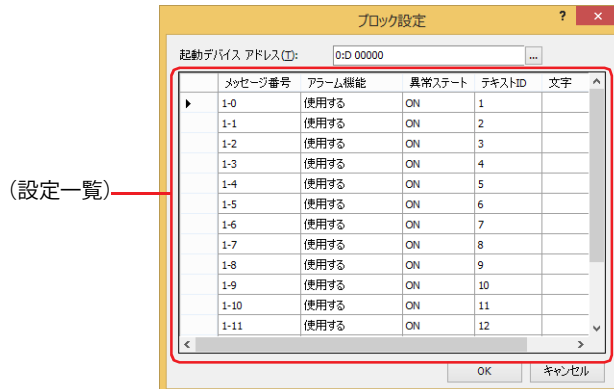 ブロック設定 ? ×
起動デバイス アドレス(T): 0:D 00000 ...
メッセージ番号 アラーム機能 異常ステート テキストID 文字
1-0 使用する ON 1
1-1 使用する ON 2
1-2 使用する ON 3
1-3 使用する ON 4
(設定一覧)
1-4 使用する ON 5
1-5 使用する ON 6
1-6 使用する ON 7
1-7 使用する ON 8
1-8 使用する ON 9
1-9 使用する ON 10
1-10 使用する ON 11
1-11 使用する ON 12
OK キャンセル